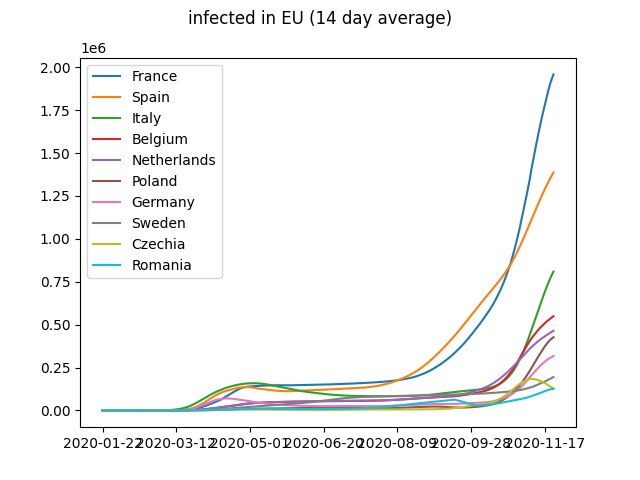 infected in EU (14 day average)
1e6
2.00
1.75
1.50
1.25
1.00
0.75
0.50
0.25
0.00
France
Spain
Italy
Belgium
Netherlands
Poland
Germany
Sweden
Czechia
Romania
2020-01-22 2020-03-12 2020-05-01 2020-06-20 2020-08-09 2020-09-28 2020-11-17